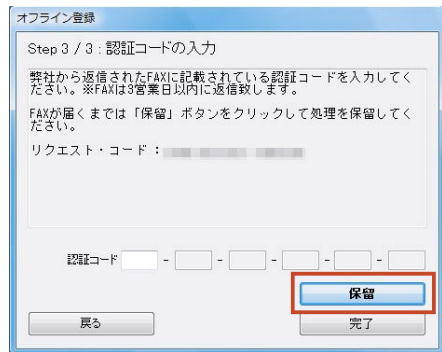 オフライン登録
Step 3 / 3 : 認証コードの入力
弊社から返信されたFAXに記載されている認証コードを入力してく
ださい。※FAXは3営業日以内に返信致します。
FAXが届くまでは「保留」ボタンをクリックして処理を保留してく
ださい。
リクエスト・コード :
認証コード - - - - -
保留
戻る 完了